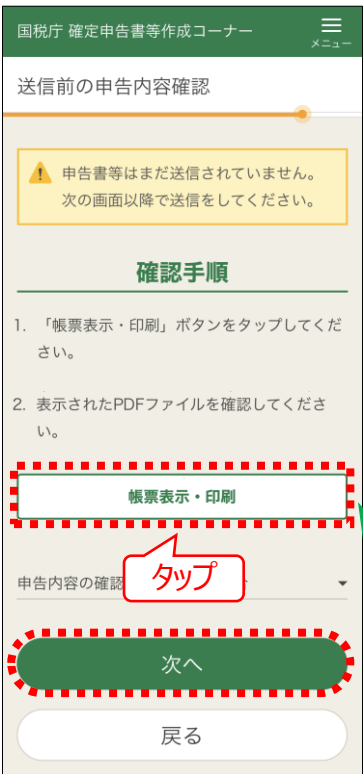 国税庁 確定申告書等作成コーナー
メニュー
送信前の申告内容確認
申告書等はまだ送信されていません。
次の画面以降で送信をしてください。
確認手順
1. 「帳票表示・印刷」ボタンをタップしてくだ
さい。
2. 表示されたPDFファイルを確認してくださ
い。
帳票表示・印刷
タップ
申告内容の確認
次へ
戻る